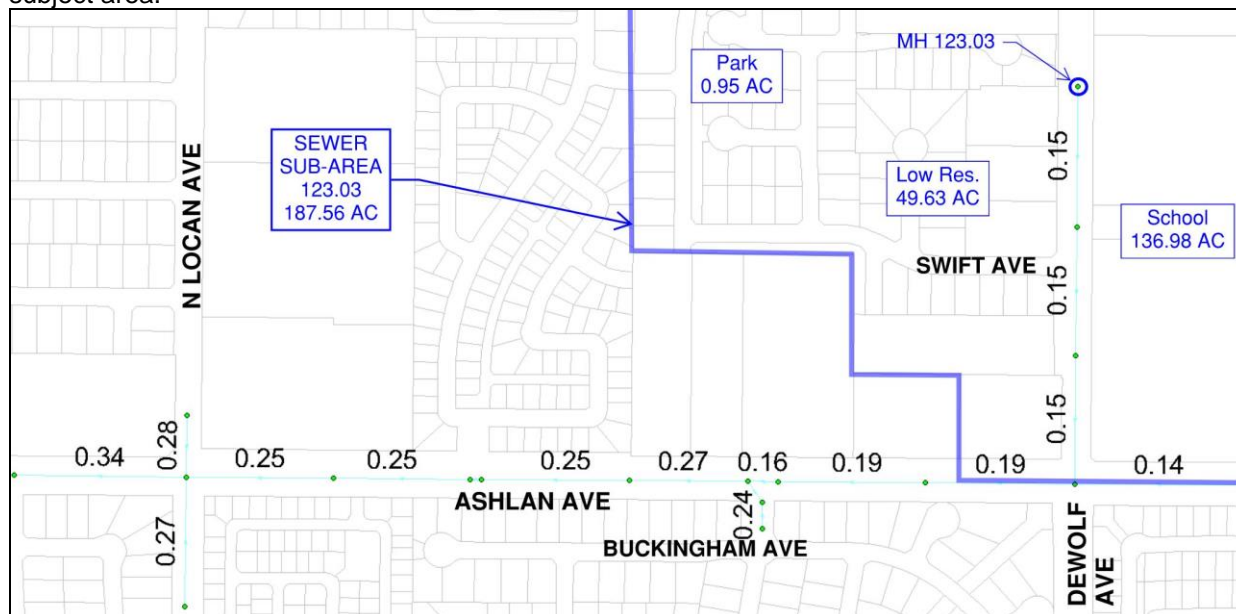 subject area.
MH 123.03
Park
0.95 AC
SEWER
SUB-AREA
123.03
187.56 AC
N LOCAN AVE
0.15
Low Res.
49.63 AC
School
136.98 AC
SWIFT AVE
0.15
0.15
0.34
0.28
0.25
0.25
0.25
0.27
0.16
0.19
0.19
0.14
ASHLAN AVE
0.27
0.24
BUCKINGHAM AVE
DEWOLF
AVE